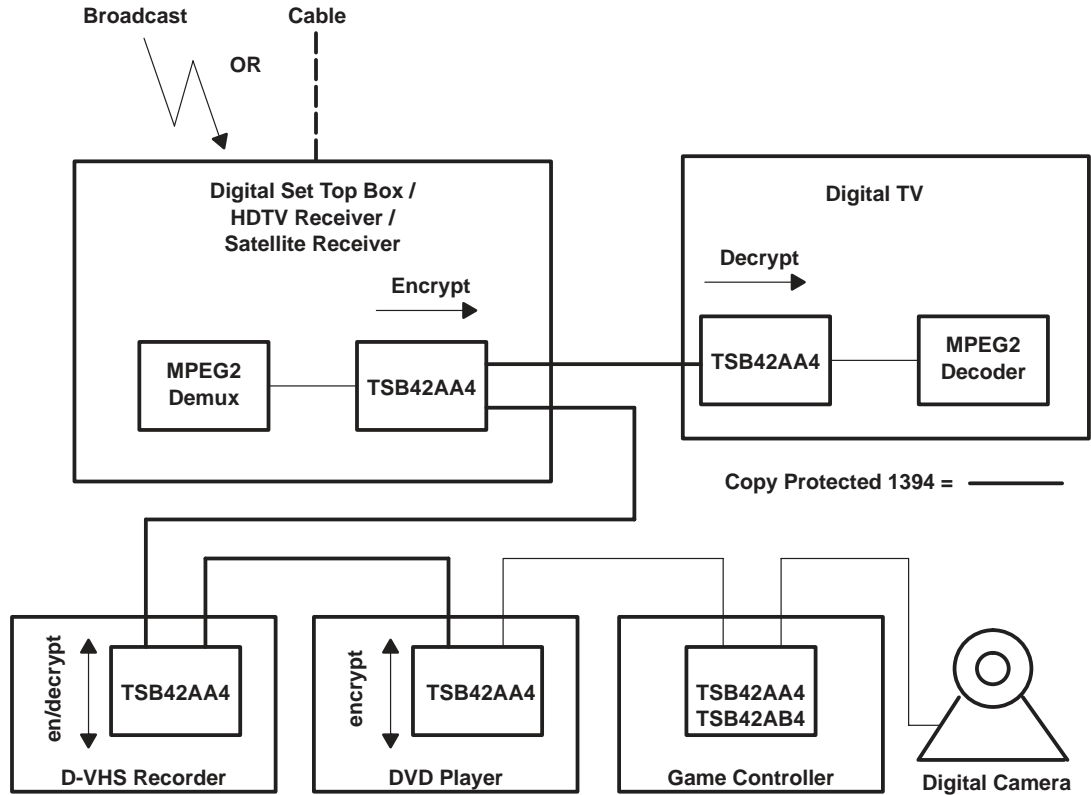 Broadcast
Cable
OR
Digital Set Top Box /
HDTV Receiver /
Satellite Receiver
Encrypt
MPEG2
Demux
TSB42AA4
Digital TV
Decrypt
TSB42AA4
MPEG2
Decoder
Copy Protected 1394 =
en/decrypt
TSB42AA4
D-VHS Recorder
encrypt
TSB42AA4
DVD Player
TSB42AA4
TSB42AB4
Game Controller
Digital Camera